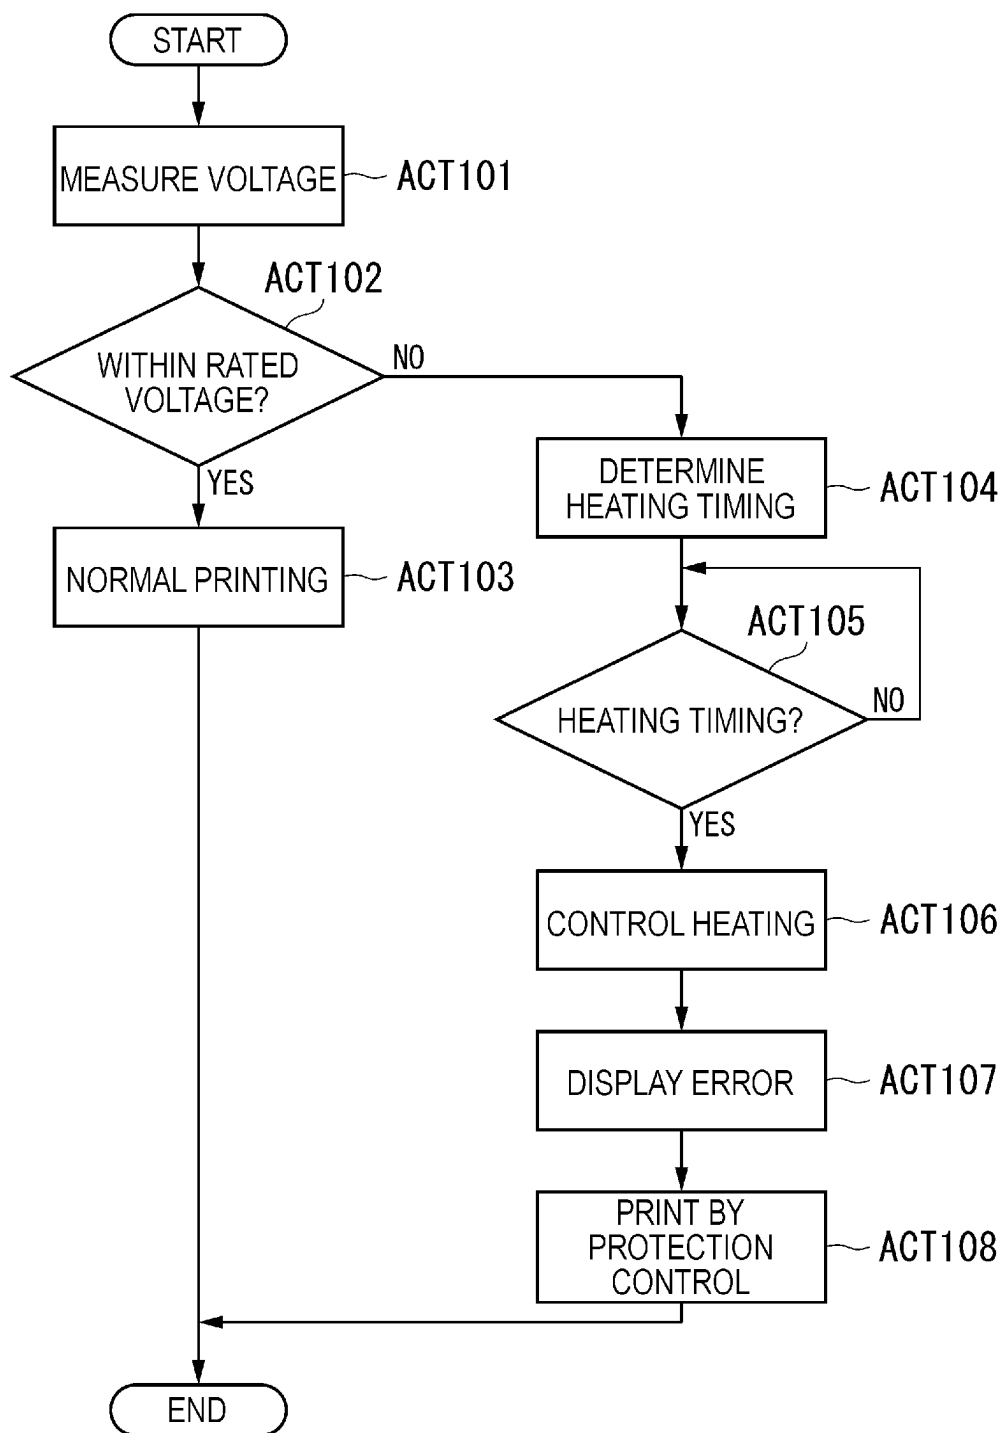 START
MEASURE VOLTAGE
ACT101
ACT102
WITHIN RATED
VOLTAGE?
NO
YES
DETERMINE
HEATING TIMING
ACT104
NORMAL PRINTING
ACT103
ACT105
HEATING TIMING?
NO
YES
CONTROL HEATING
ACT106
DISPLAY ERROR
ACT107
PRINT BY
PROTECTION
CONTROL
ACT108
END